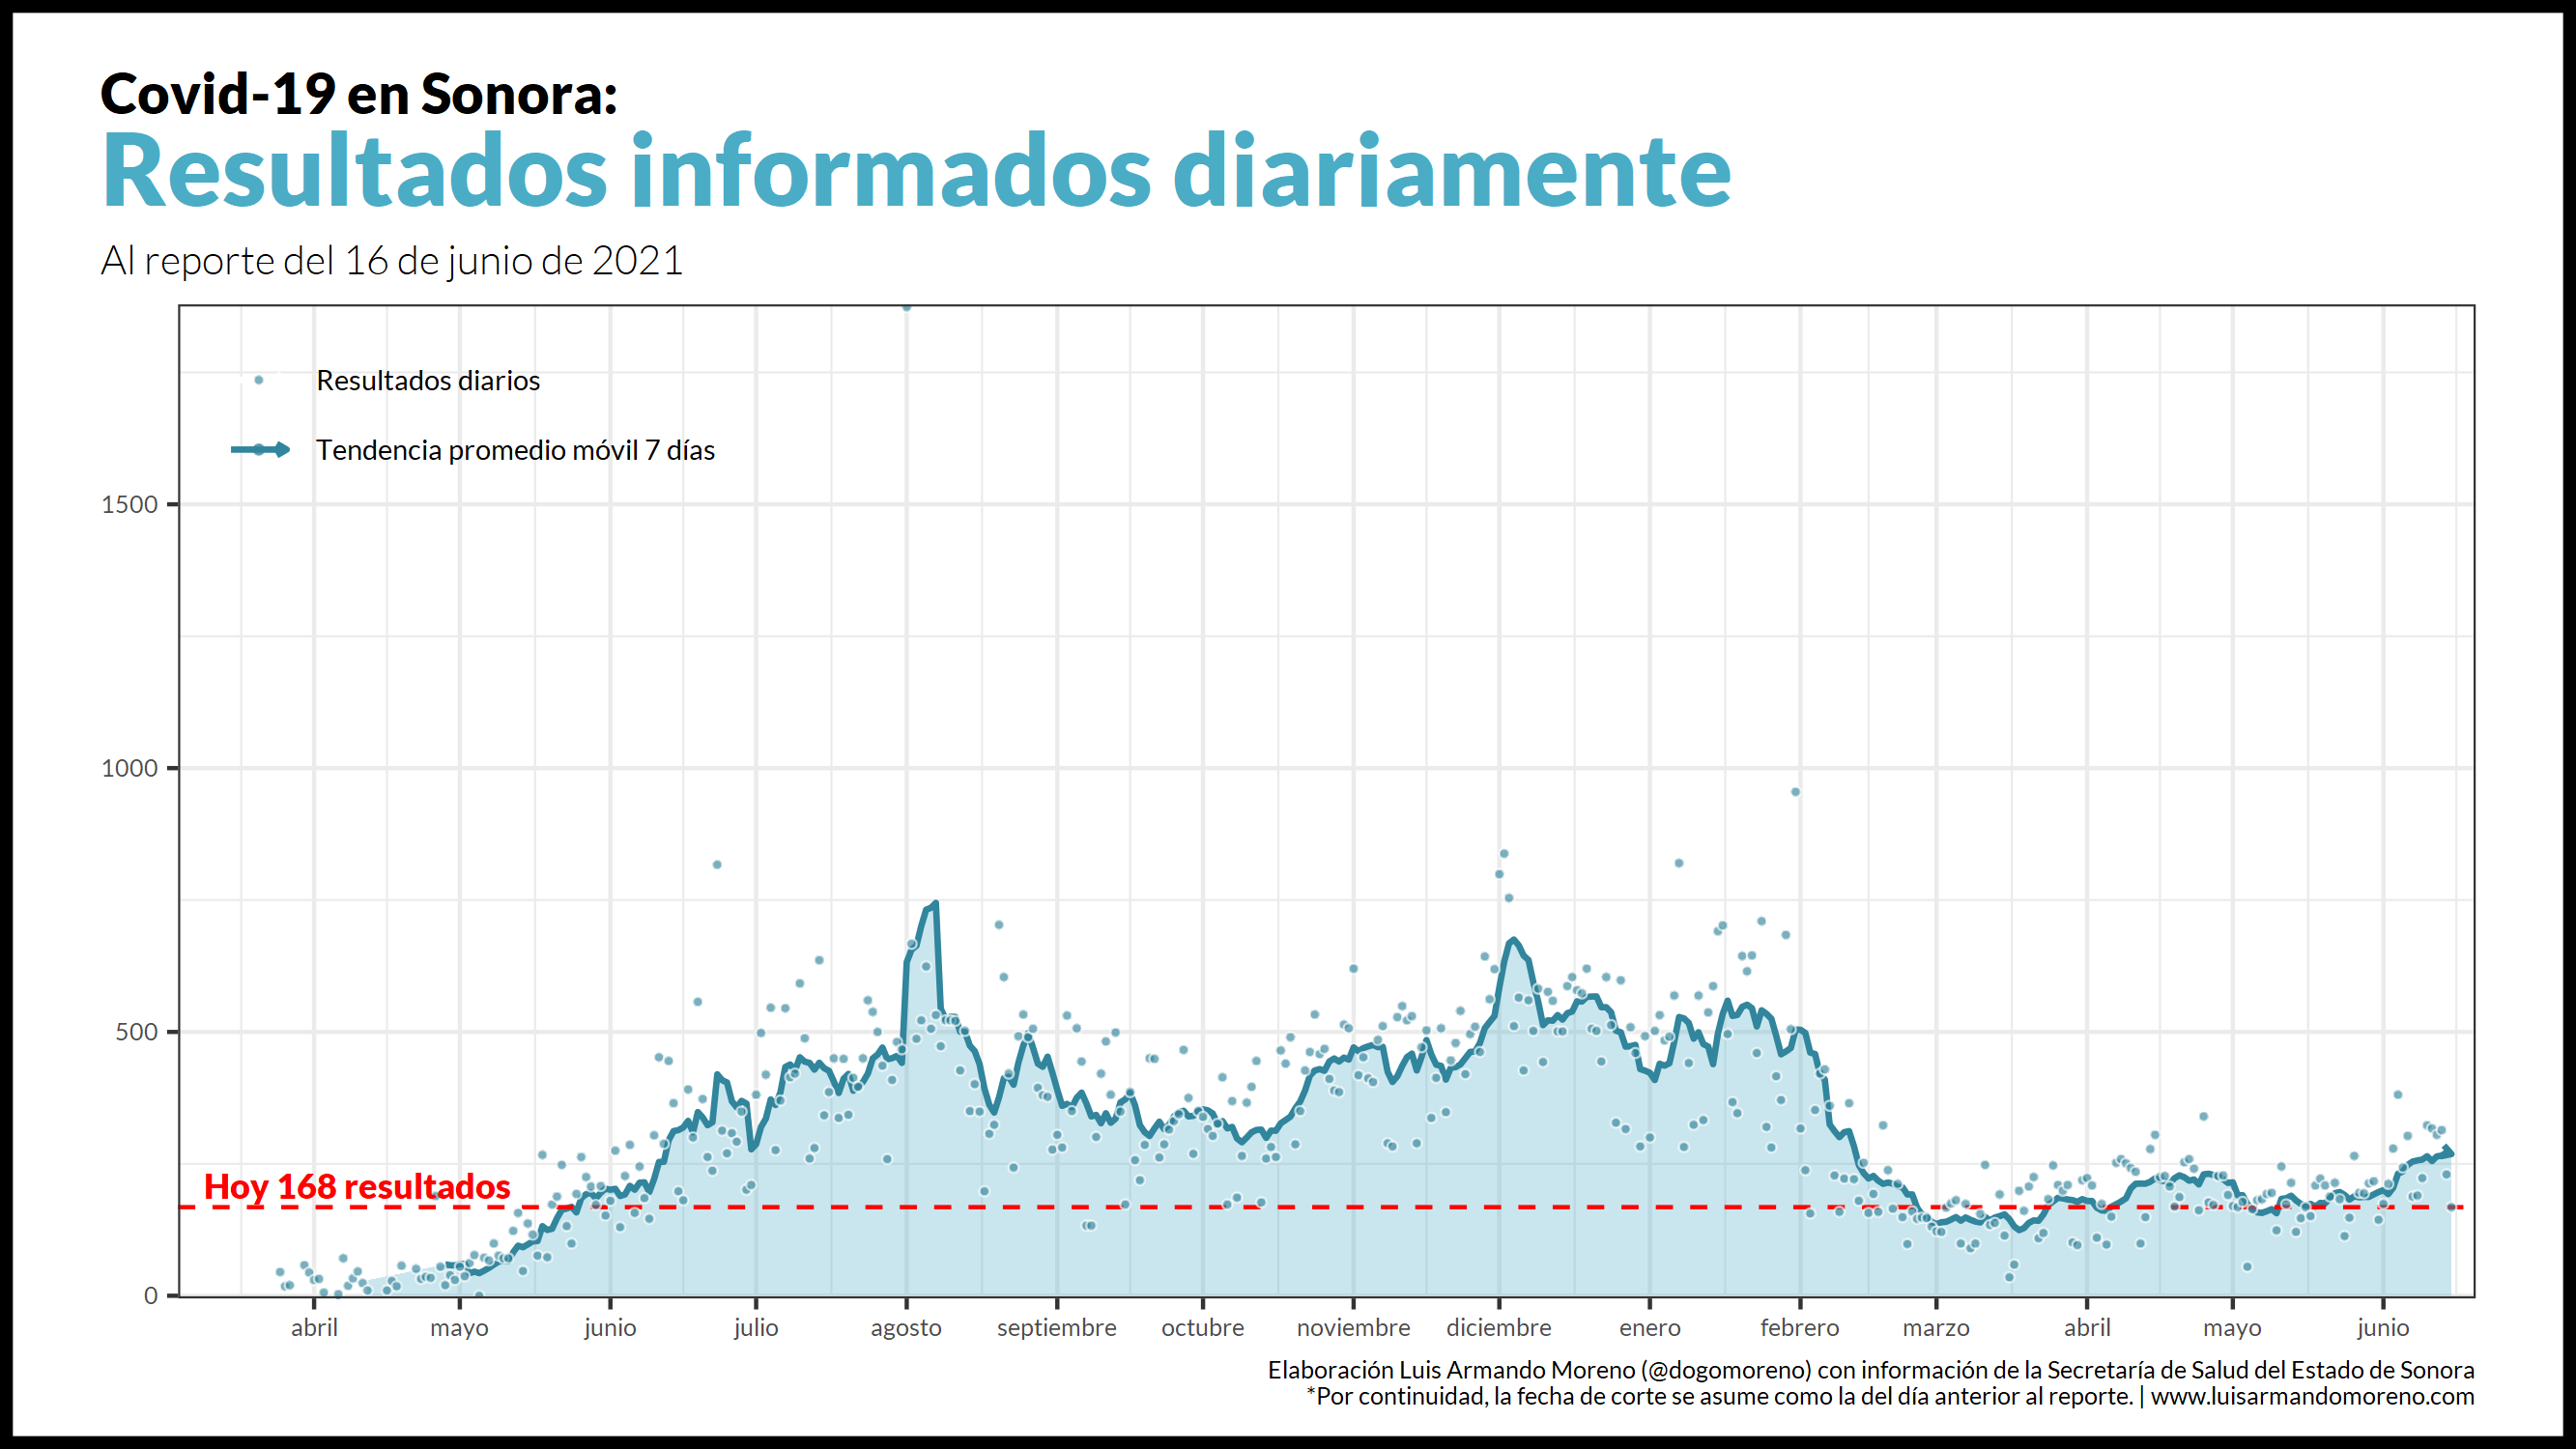 Covid-19 en Sonora:
Resultados informados diariamente
Al reporte del 16 de junio de 2021
Resultados diarios
Tendencia promedio móvil 7 días
1500
1000
500
0
Hoy 168 resultados
abril mayo junio julio agosto septiembre octubre noviembre diciembre enero febrero marzo abril mayo junio
Elaboración Luis Armando Moreno (@dogomoreno) con información de la Secretaría de Salud del Estado de Sonora
*Por continuidad, la fecha de corte se asume como la del día anterior al reporte. | www.luisarmandomoreno.com